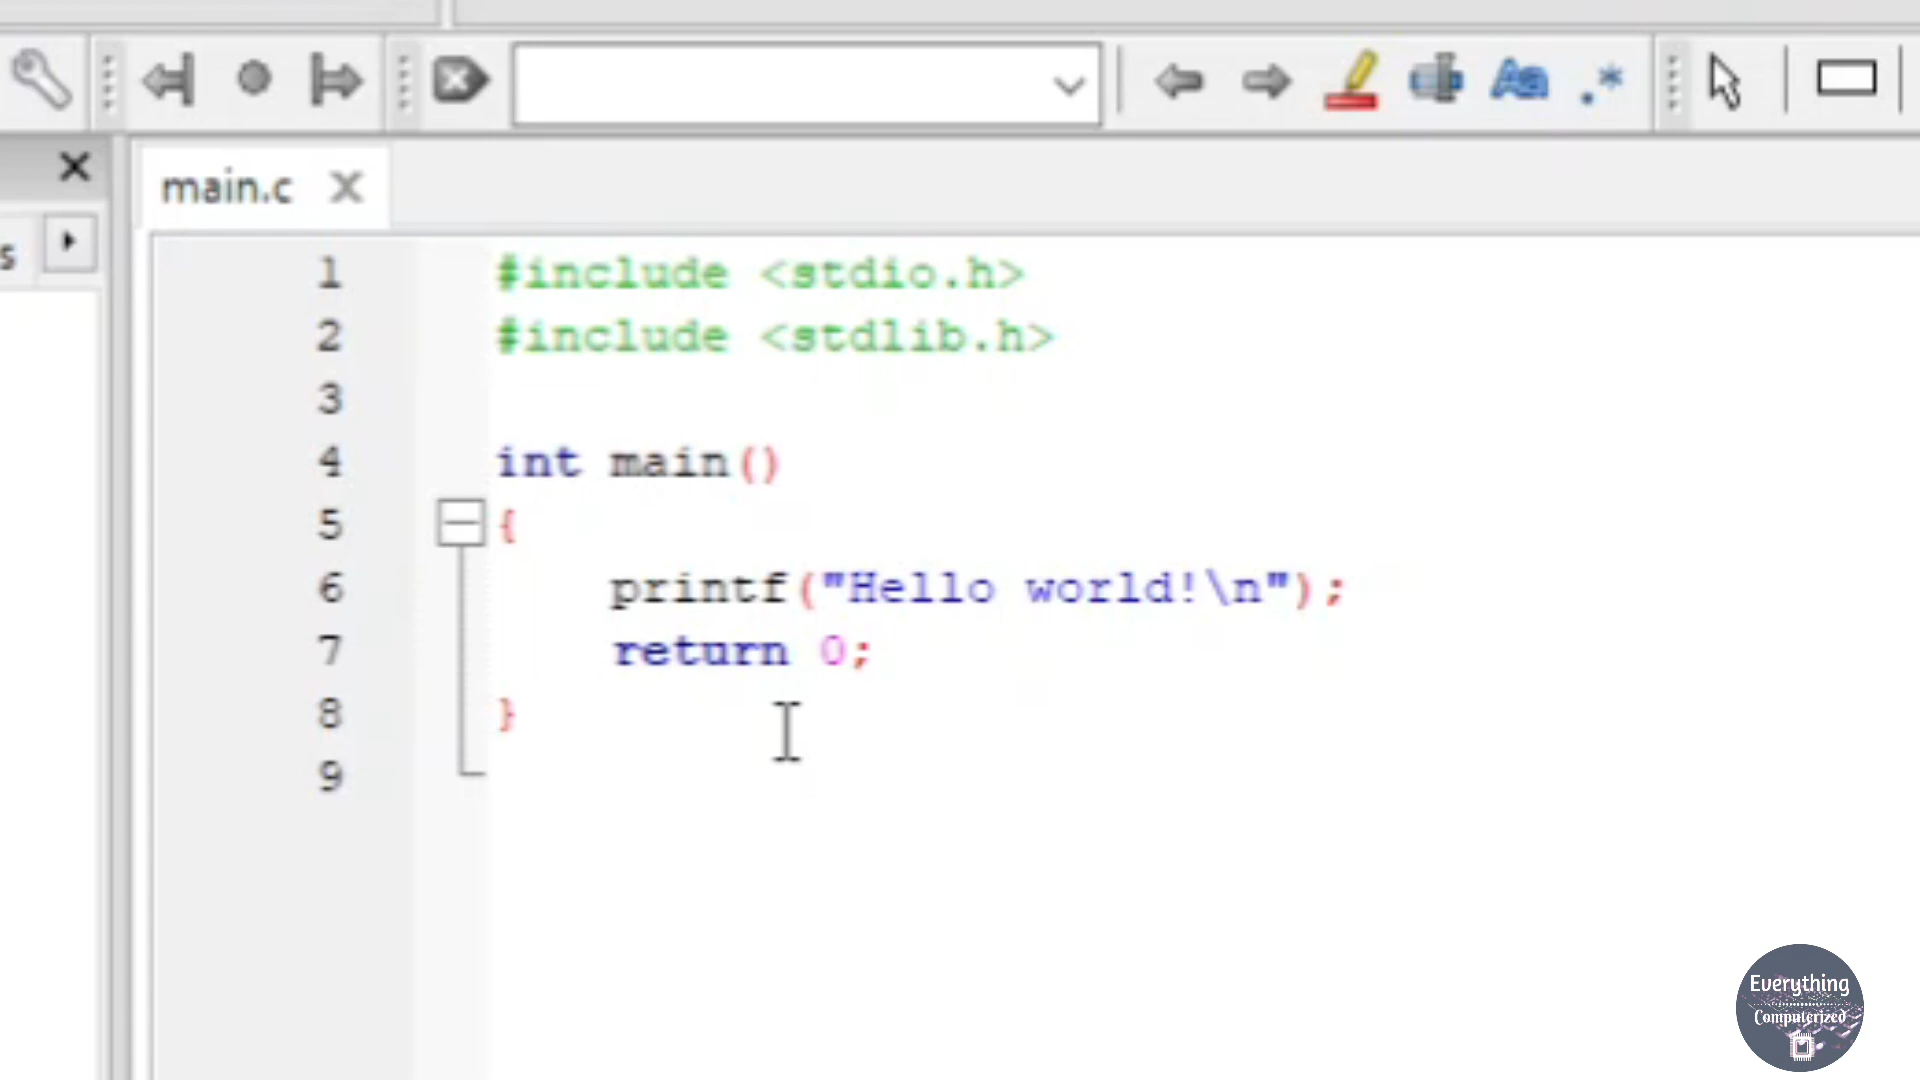 Aa
.*
main.c
s
1 #include <stdio.h>
2 #include <stdlib.h>
3
4 int main()
5 {
6 printf("Hello world!\n");
7 return 0;
8 }
9
Everything
Computerized